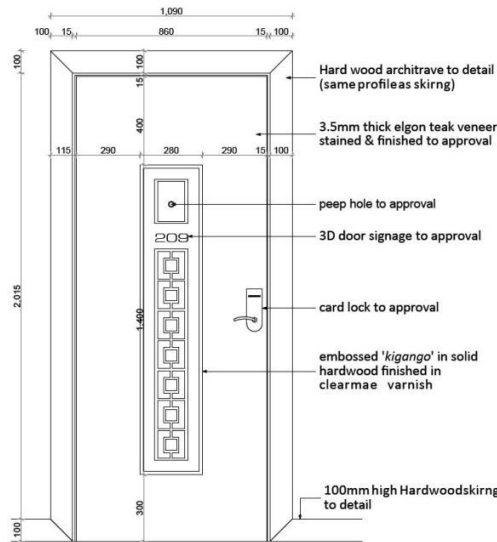 1,090
100 15 860 15 100
100
100
15
Hard wood architrave to detail
(same profileas skirng)
400
3.5mm thick elgon teak veneer
stained & finished to approval
115 290 280 290 15 100
peep hole to approval
209
3D door signage to approval
2,015
1,400
card lock to approval
embossed 'kigango' in solid
hardwood finished in
clearmae varnish
300
100mm high Hardwoodskirng
to detail
100